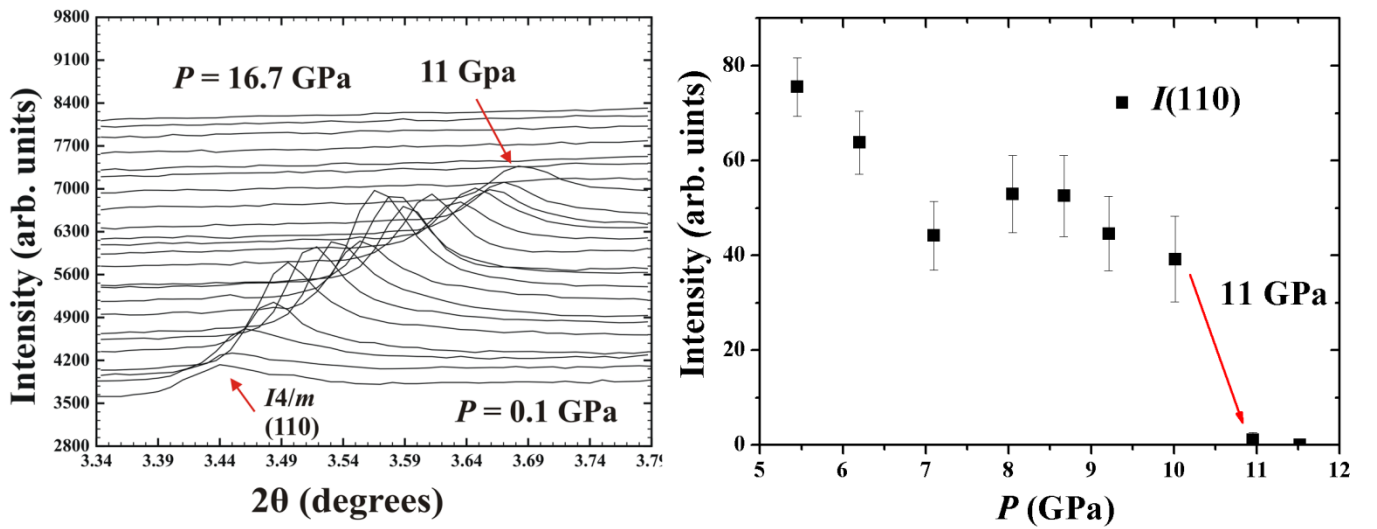 9800
9100
8400
7700
7000
6300
5600
4900
4200
3500
2800
Intensity (arb. units)
P = 16.7 GPa
11 Gpa
I4/m
(110)
P = 0.1 GPa
3.34 3.39 3.44 3.49 3.54 3.59 3.64 3.69 3.74 3.79
2θ (degrees)
80
60
40
20
0
Intensity (arb. uints)
I(110)
11 GPa
5 6 7 8 9 10 11 12
P (GPa)